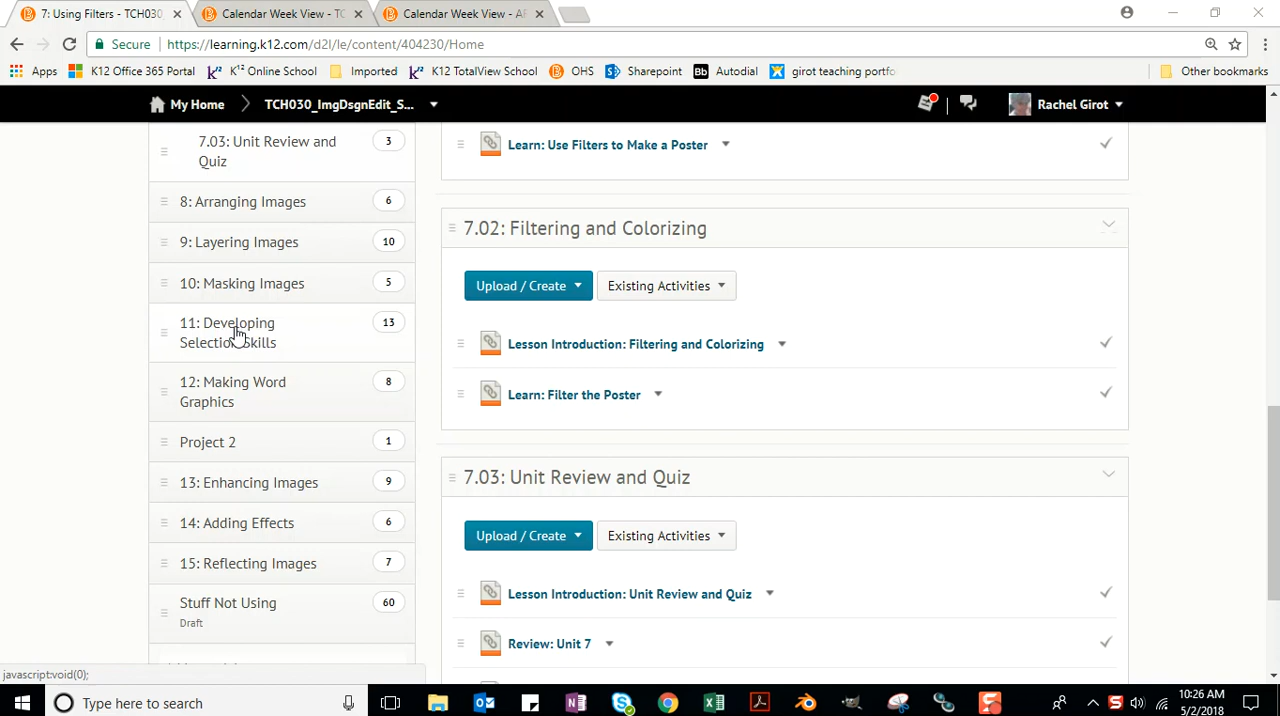 7: Using Filters - TCH030_
Calendar Week View - TC
Calendar Week View - AF
Secure
https://learning.k12.com/d2l/le/content/404230/Home
Apps
K12 Office 365 Portal
K¹² Online School
Imported
K12 TotalView School
OHS
Sharepoint
Autodial
girot teaching portfo
Other bookmarks
My Home
TCH030_ImgDsgnEdit_S...
Rachel Girot
7.03: Unit Review and
Quiz
3
8: Arranging Images
6
9: Layering Images
10
10: Masking Images
5
11: Developing
Selection Skills
13
12: Making Word
Graphics
8
Project 2
1
13: Enhancing Images
9
14: Adding Effects
6
15: Reflecting Images
7
Stuff Not Using
60
Draft
Learn: Use Filters to Make a Poster
7.02: Filtering and Colorizing
Upload / Create
Existing Activities
Lesson Introduction: Filtering and Colorizing
Learn: Filter the Poster
7.03: Unit Review and Quiz
Upload / Create
Existing Activities
Lesson Introduction: Unit Review and Quiz
Review: Unit 7
javascript:void(0);
Type here to search
10:26 AM
5/2/2018